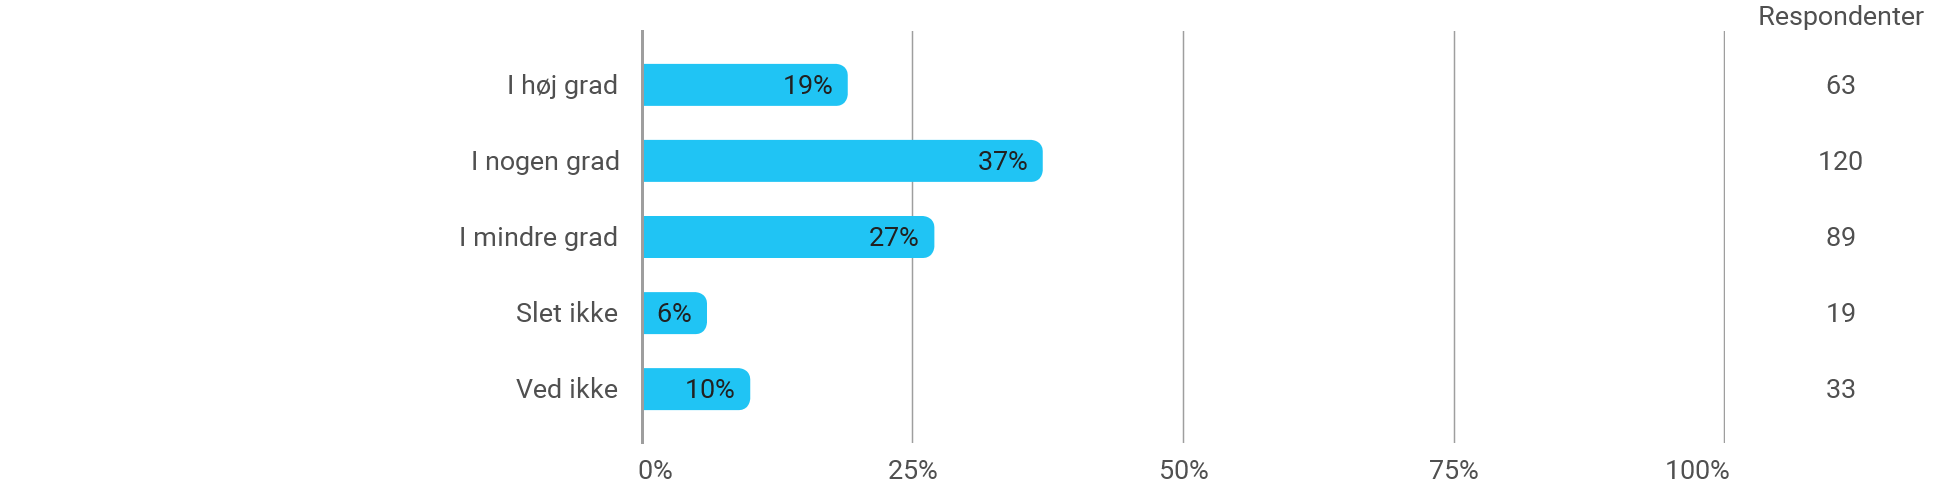 Respondenter
I høj grad 19% 63
I nogen grad 37% 120
I mindre grad 27% 89
Slet ikke 6% 19
Ved ikke 10% 33
0% 25% 50% 75% 100%